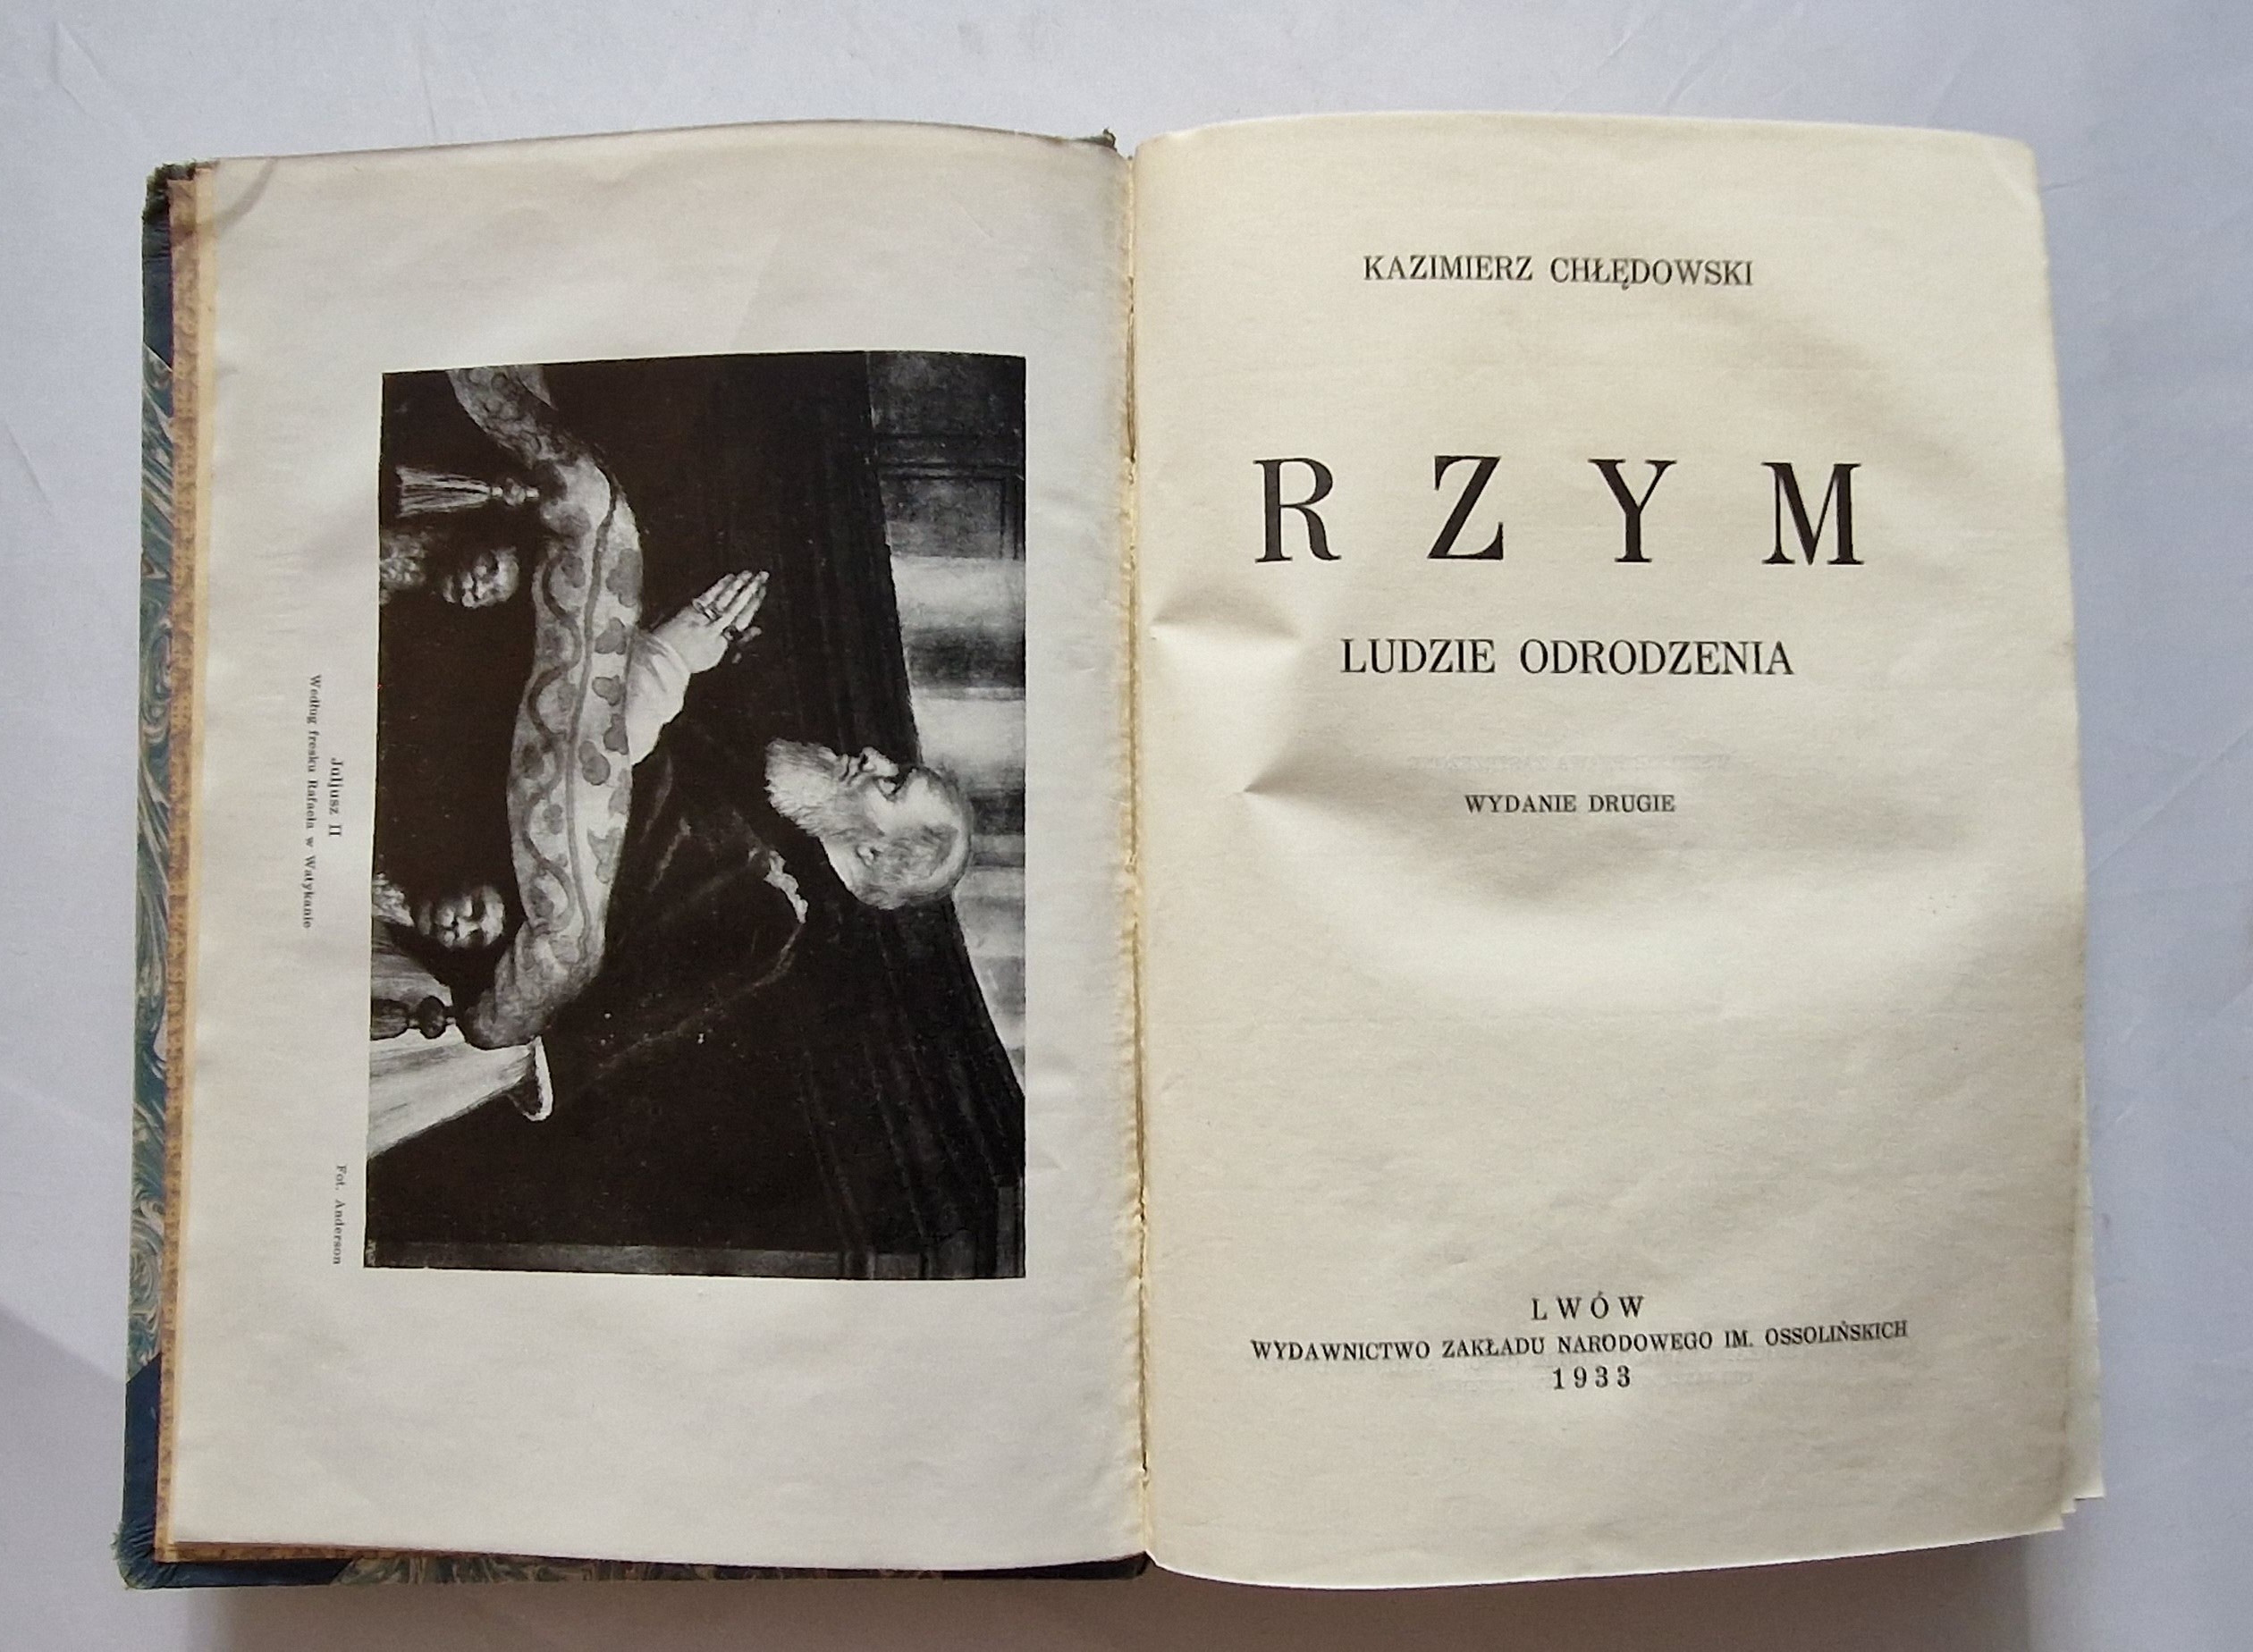 Juljusz II
Według fresku Rafaela w Watykanie
Fot. Anderson
KAZIMIERZ CHŁĘDOWSKI
RZYM
LUDZIE ODRODZENIA
WYDANIE DRUGIE
LWÓW
WYDAWNICTWO ZAKŁADU NARODOWEGO IM. OSSOLIŃSKICH
1933